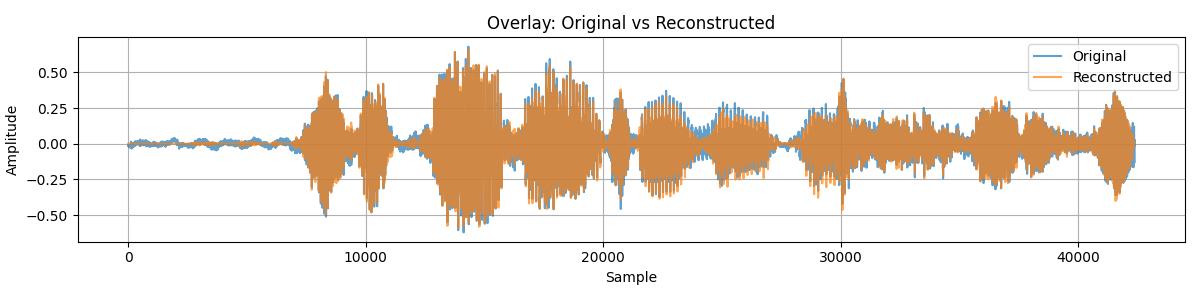 Overlay: Original vs Reconstructed
Original
Reconstructed
Amplitude
0.50
0.25
0.00
−0.25
−0.50
0 10000 20000 30000 40000
Sample